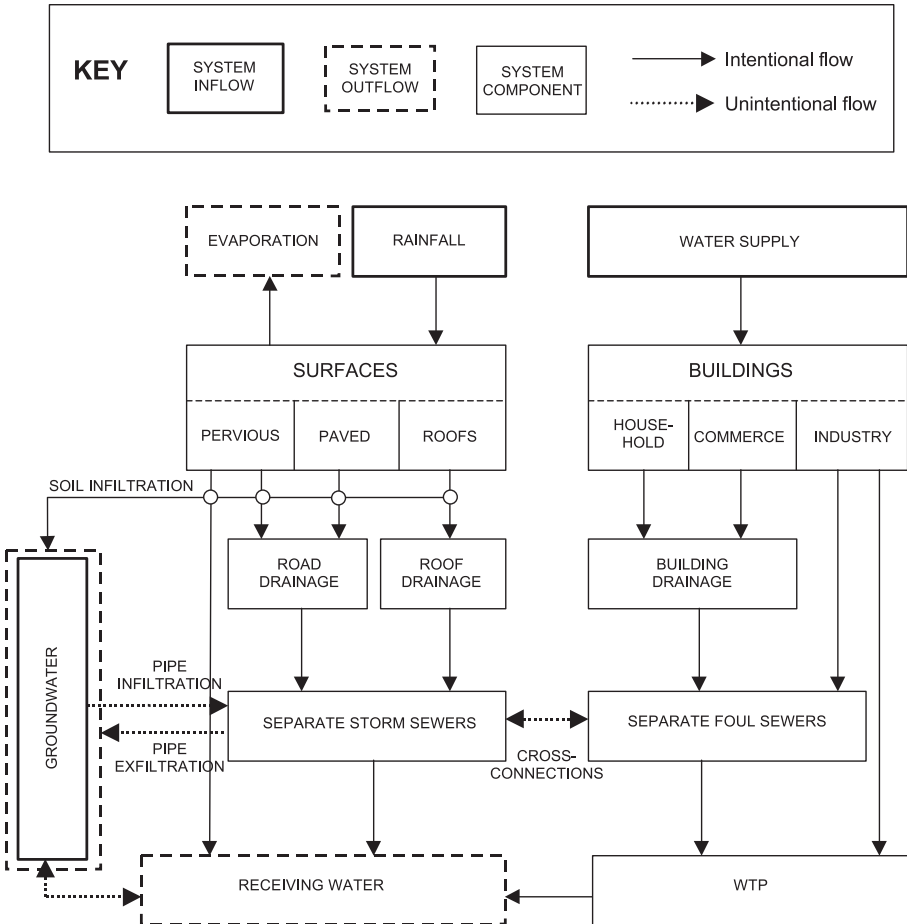 KEY
SYSTEM
INFLOW
SYSTEM
OUTFLOW
SYSTEM
COMPONENT
Intentional flow
Unintentional flow
EVAPORATION
RAINFALL
WATER SUPPLY
SURFACES
BUILDINGS
PERVIOUS
PAVED
ROOFS
HOUSE-
HOLD
COMMERCE
INDUSTRY
SOIL INFILTRATION
ROAD
DRAINAGE
ROOF
DRAINAGE
BUILDING
DRAINAGE
GROUNDWATER
PIPE
INFILTRATION
PIPE
EXFILTRATION
SEPARATE STORM SEWERS
CROSS-
CONNECTIONS
SEPARATE FOUL SEWERS
RECEIVING WATER
WTP